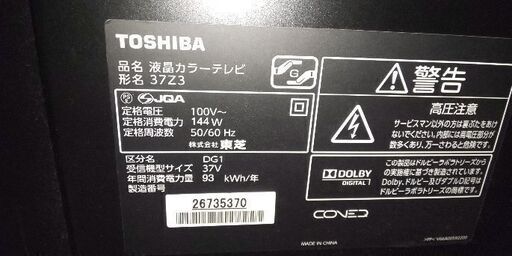 TOSHIBA
品名 液晶カラーテレビ
形名 37Z3
JQA
定格電圧 100V〜
定格消費電力 144W
定格周波数 50/60 Hz
株式会社 東芝
区分名 DG1
受信機型サイズ 37V
年間消費電力量 93 kWh/年
製造番号
26735370
警告
高圧注意
サービスマン以外の方は裏ぶたをあけないでください。内部には高電圧部分が数多くあり、万一さわると危険です。
DOLBY
DIGITAL
この製品はドルビーラボラトリーズの実施権に基づき製造されています。Dolby、ドルビー及びダブルD記号はドルビーラボラトリーズの商標です。
CONED
MADE IN CHINA